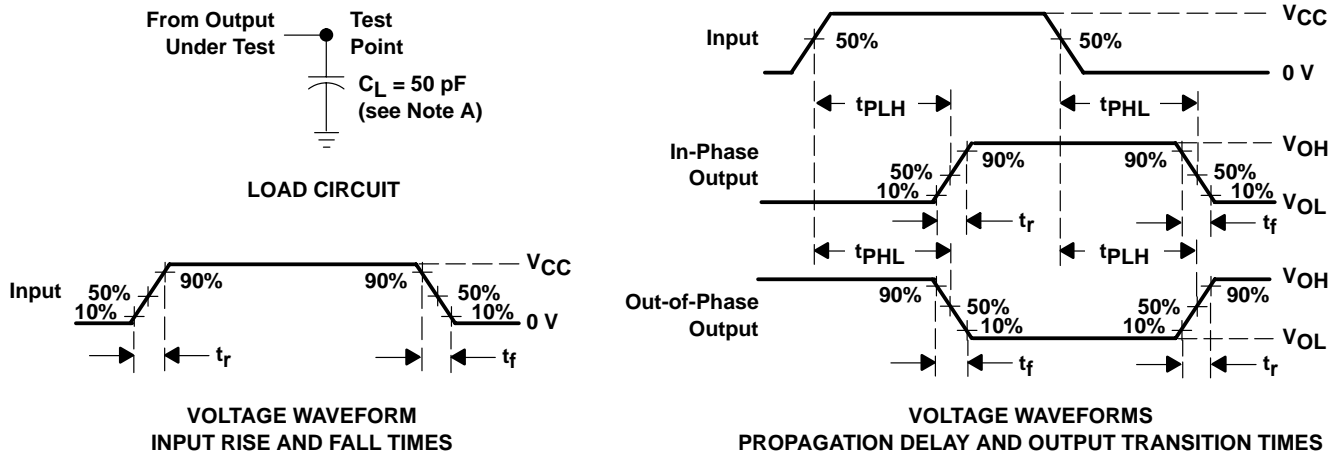 From Output
Under Test
Test
Point
CL = 50 pF
(see Note A)
LOAD CIRCUIT
Input
50%
10%
90%
90%
50%
10%
VCC
0 V
tr
tf
VOLTAGE WAVEFORM
INPUT RISE AND FALL TIMES
Input
50%
50%
VCC
0 V
tPLH
tPHL
In-Phase
Output
50%
10%
90%
90%
50%
10%
VOH
VOL
tr
tf
tPHL
tPLH
Out-of-Phase
Output
90%
50%
10%
50%
10%
90%
VOH
VOL
tf
tr
VOLTAGE WAVEFORMS
PROPAGATION DELAY AND OUTPUT TRANSITION TIMES